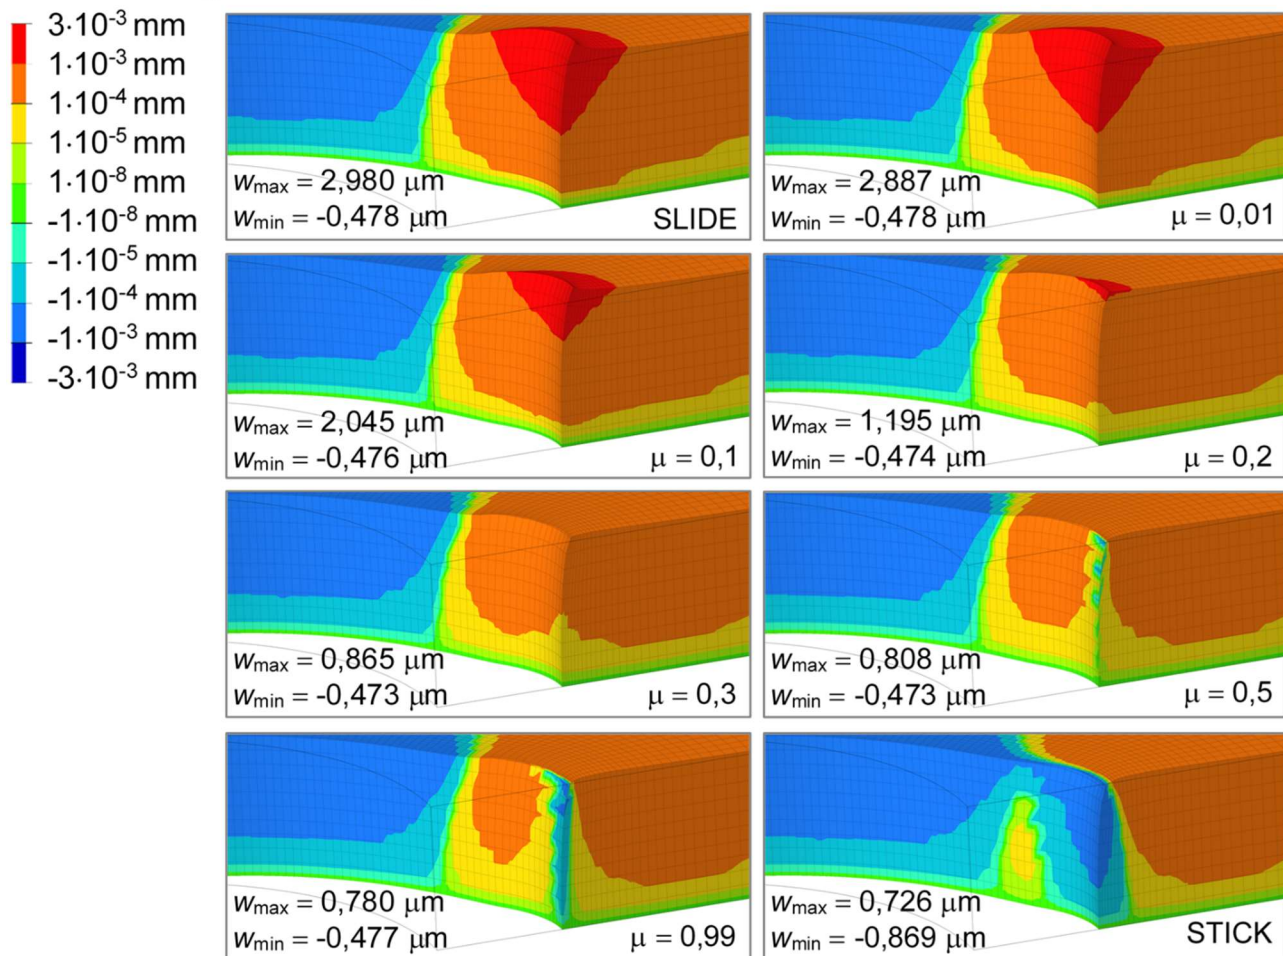 3·10⁻³ mm
1·10⁻³ mm
1·10⁻⁴ mm
1·10⁻⁵ mm
1·10⁻⁸ mm
-1·10⁻⁸ mm
-1·10⁻⁵ mm
-1·10⁻⁴ mm
-1·10⁻³ mm
-3·10⁻³ mm
wmax = 2,980 μm
wmin = -0,478 μm
SLIDE
wmax = 2,887 μm
wmin = -0,478 μm
μ = 0,01
wmax = 2,045 μm
wmin = -0,476 μm
μ = 0,1
wmax = 1,195 μm
wmin = -0,474 μm
μ = 0,2
wmax = 0,865 μm
wmin = -0,473 μm
μ = 0,3
wmax = 0,808 μm
wmin = -0,473 μm
μ = 0,5
wmax = 0,780 μm
wmin = -0,477 μm
μ = 0,99
wmax = 0,726 μm
wmin = -0,869 μm
STICK